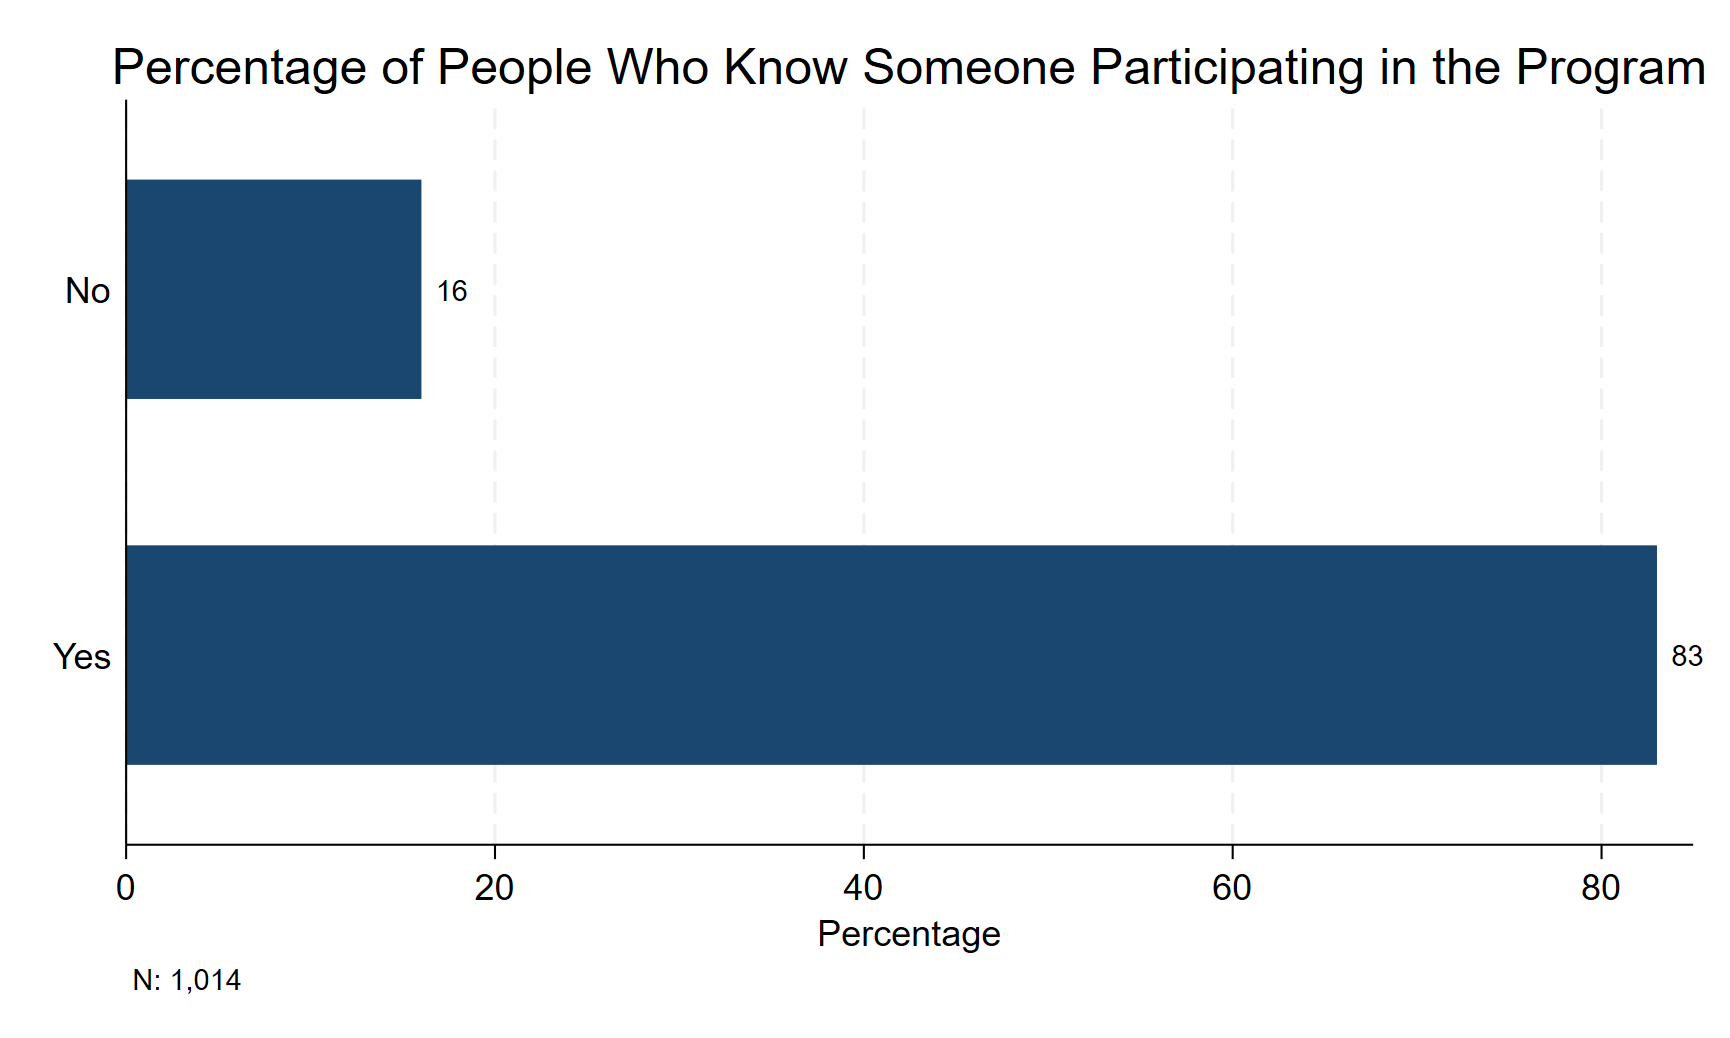 Percentage of People Who Know Someone Participating in the Program
No
16
Yes
83
0 20 40 60 80
Percentage
N: 1,014